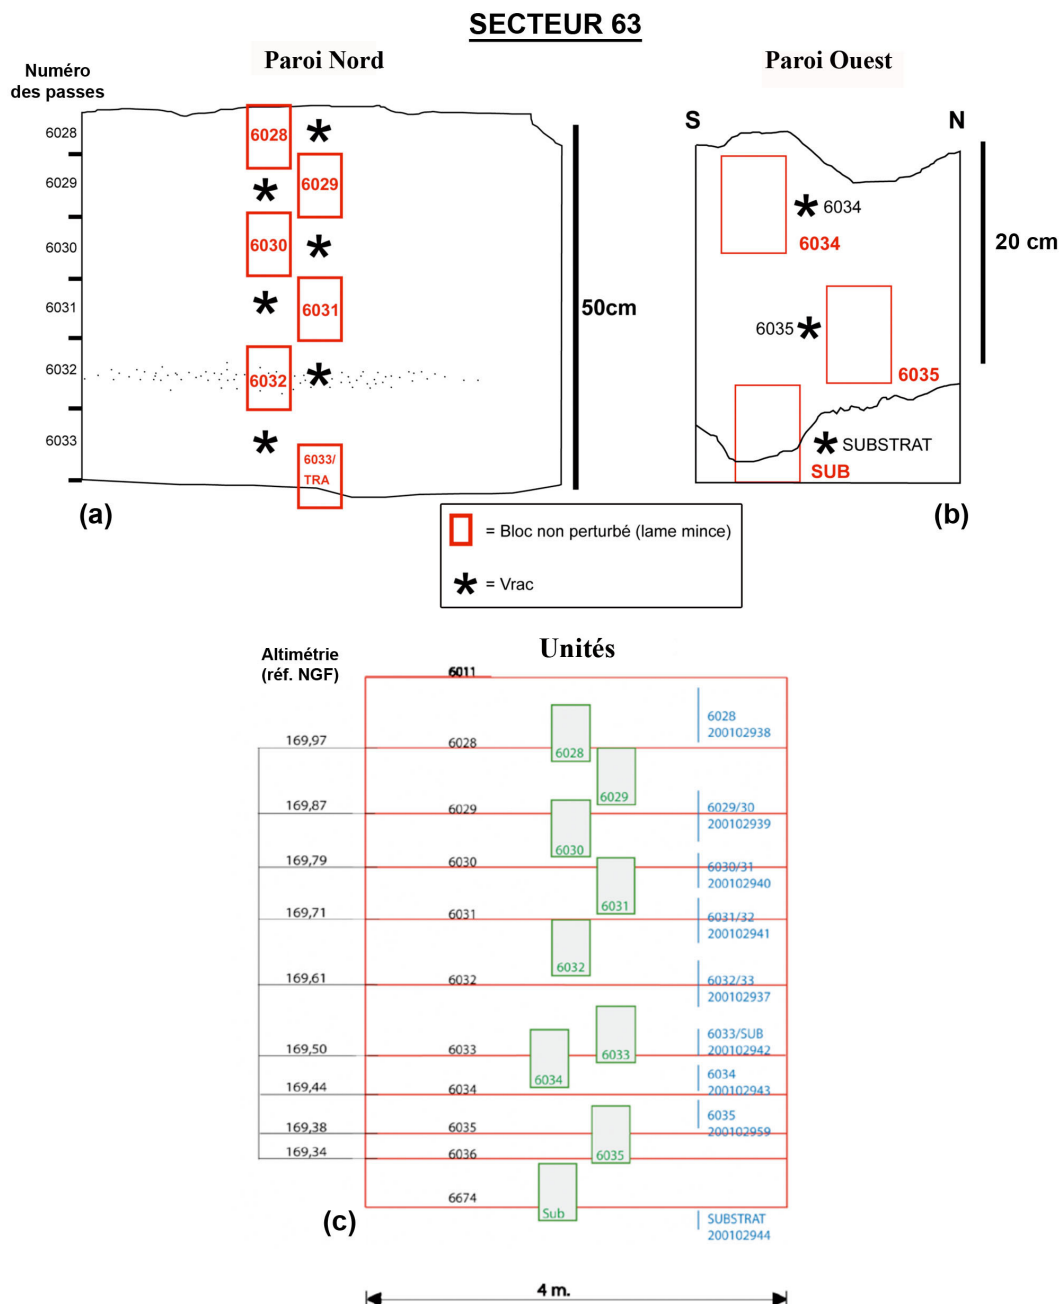 SECTEUR 63
Paroi Nord
Paroi Ouest
Numéro
des passes
6028
6029
6030
6031
6032
6033
6028
6029
6030
6031
6032
6033/
TRA
50cm
(a)
S
N
6034
6034
6035
6035
SUBSTRAT
SUB
20 cm
(b)
= Bloc non perturbé (lame mince)
= Vrac
Altimétrie
(réf. NGF)
Unités
6011
6028
200102938
169,97
6028
6028
6029
169,87
6029
6029/30
200102939
6030
169,79
6030
6030/31
200102940
6031
169,71
6031
6031/32
200102941
6032
169,61
6032
6032/33
200102937
6033/SUB
200102942
169,50
6033
6033
6034
6034
200102943
169,44
6034
6035
200102959
169,38
6035
169,34
6036
6035
6674
Sub
SUBSTRAT
200102944
(c)
4 m.